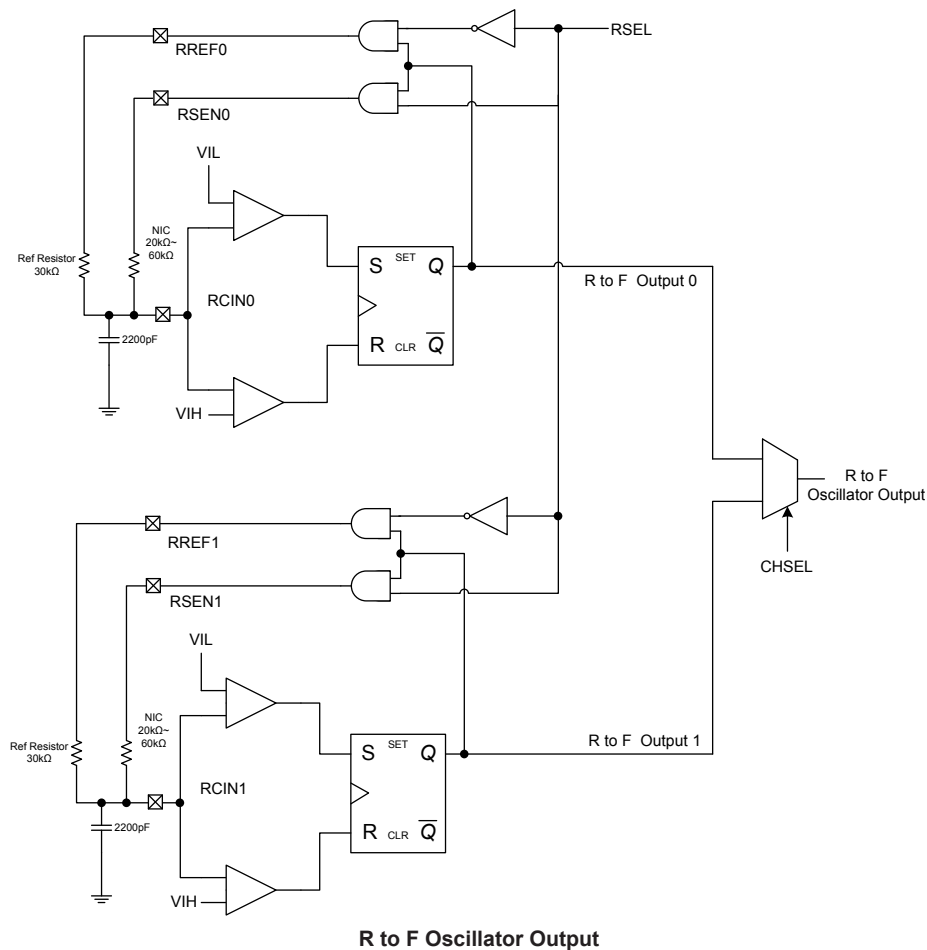 RSEL
RREF0
RSEN0
VIL
NIC
20kΩ~
60kΩ
Ref Resistor
30kΩ
RCIN0
2200pF
VIH
S SET Q
R CLR Q̅
R to F Output 0
R to F
Oscillator Output
CHSEL
RREF1
RSEN1
VIL
NIC
20kΩ~
60kΩ
Ref Resistor
30kΩ
RCIN1
2200pF
VIH
S SET Q
R CLR Q̅
R to F Output 1
R to F Oscillator Output